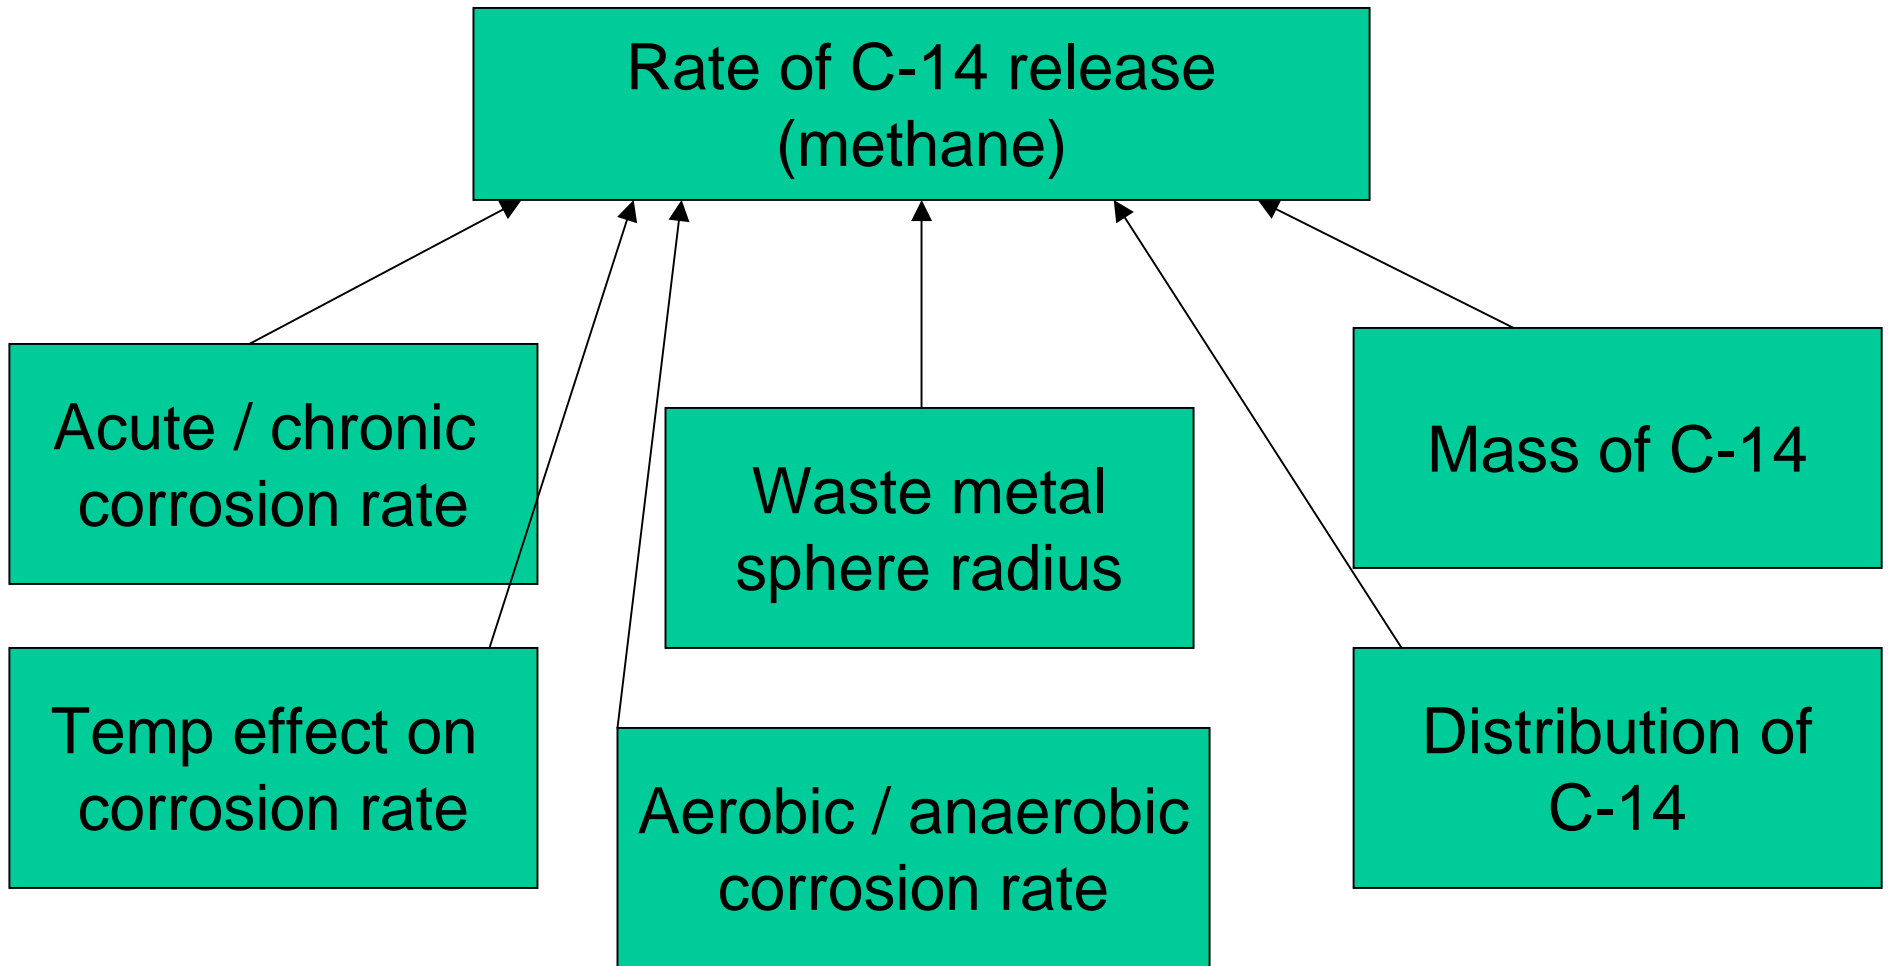 Rate of C-14 release
(methane)
Acute / chronic
corrosion rate
Waste metal
sphere radius
Mass of C-14
Temp effect on
corrosion rate
Aerobic / anaerobic
corrosion rate
Distribution of
C-14